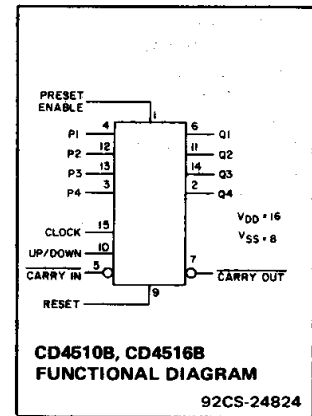 PRESET
ENABLE
1
P1 4 6 Q1
P2 12 11 Q2
P3 13 14 Q3
P4 3 2 Q4
VDD = 16
VSS = 8
CLOCK 15
UP/DOWN 10
CARRY IN 5 7 CARRY OUT
RESET 9
CD4510B, CD4516B
FUNCTIONAL DIAGRAM
92CS-24824